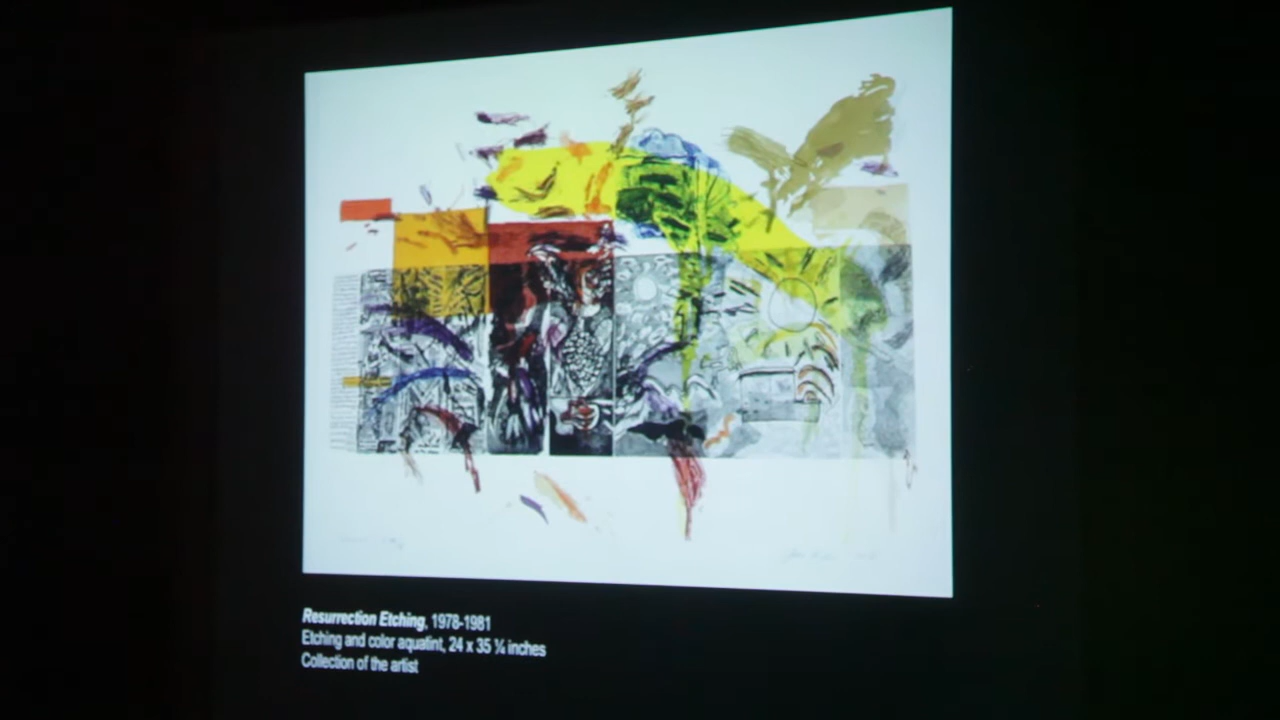 Resurrection Etching, 1978-1981
Etching and color aquatint, 24 x 35 ¼ inches
Collection of the artist